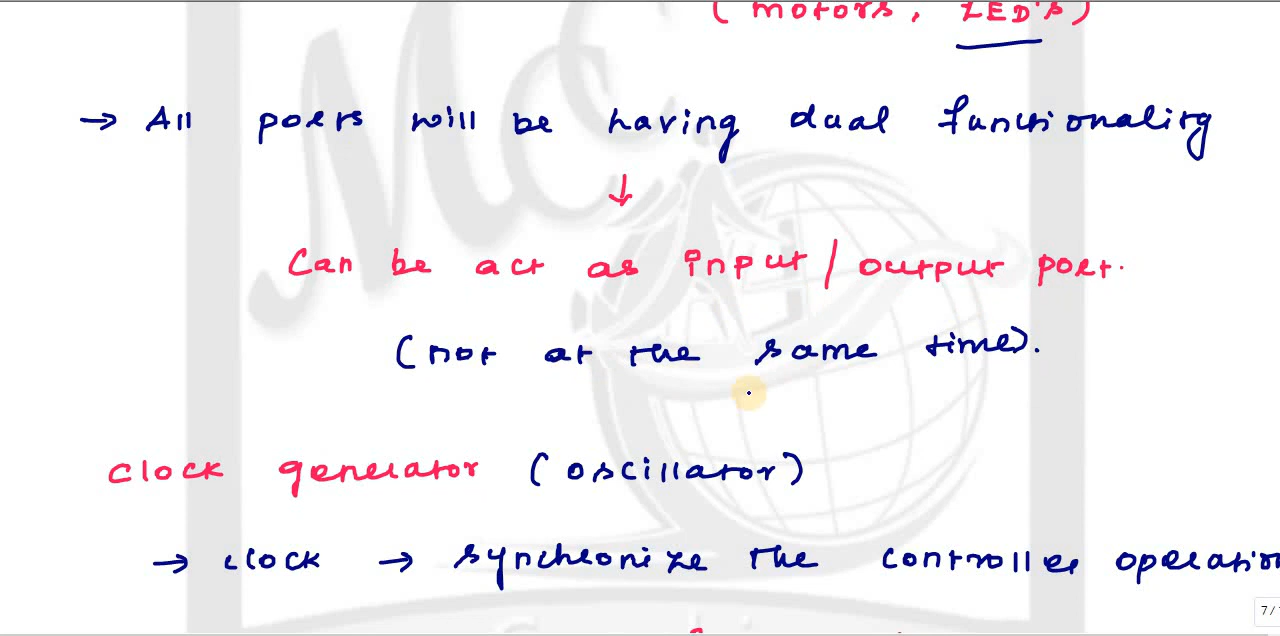 ( motors, LED's)
→ All ports will be having dual functionality
↓
Can be act as input / output port.
(not at the same time).
Clock generator (oscillator)
→ clock → synchronize the controller operation
7 /